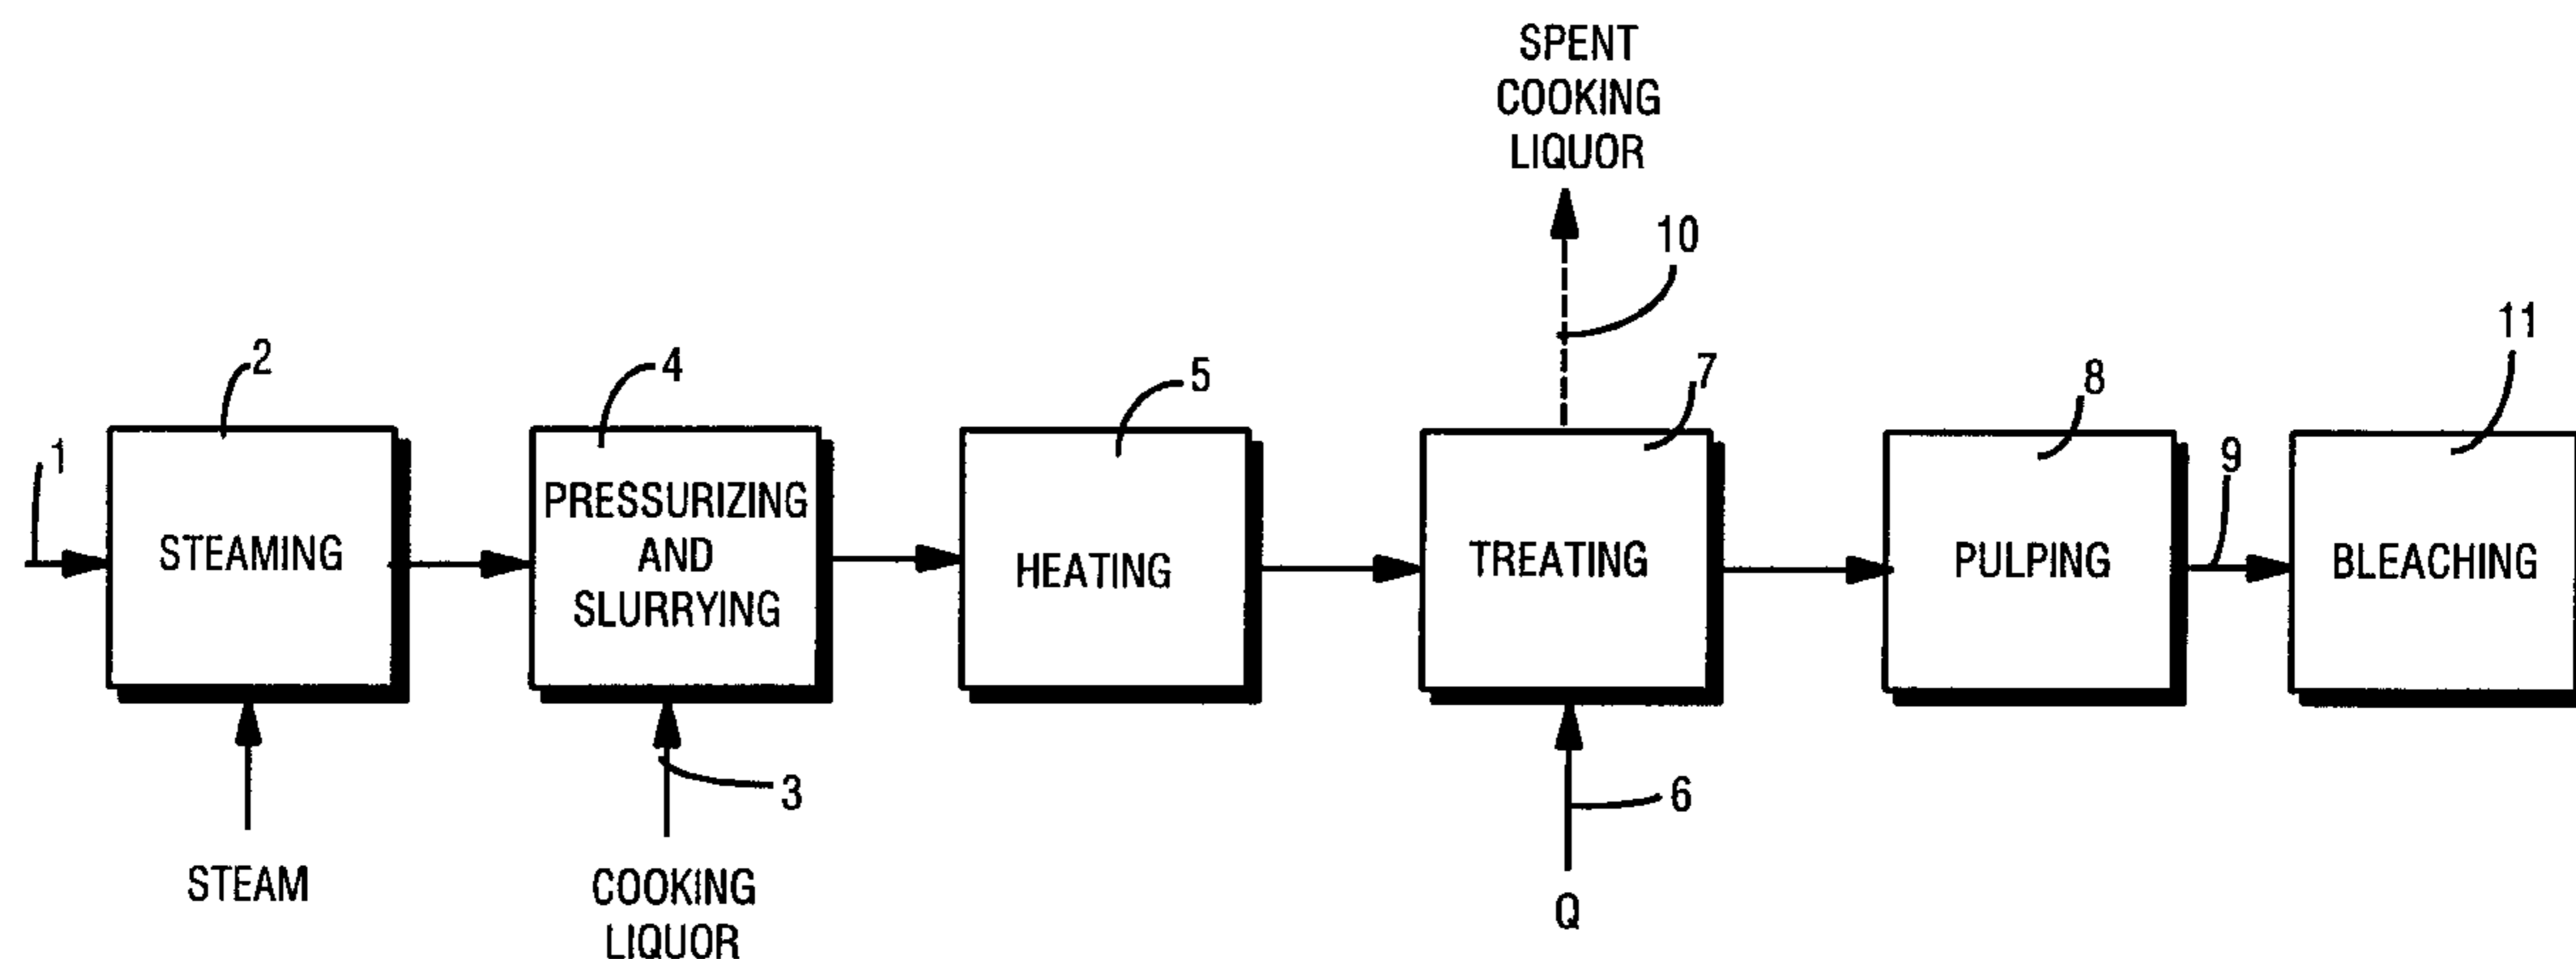 SPENT
COOKING
LIQUOR
10
11
2
4
5
7
8
1
9
STEAMING
PRESSURIZING
AND
SLURRYING
HEATING
TREATING
PULPING
BLEACHING
3
6
STEAM
COOKING
LIQUOR
Q